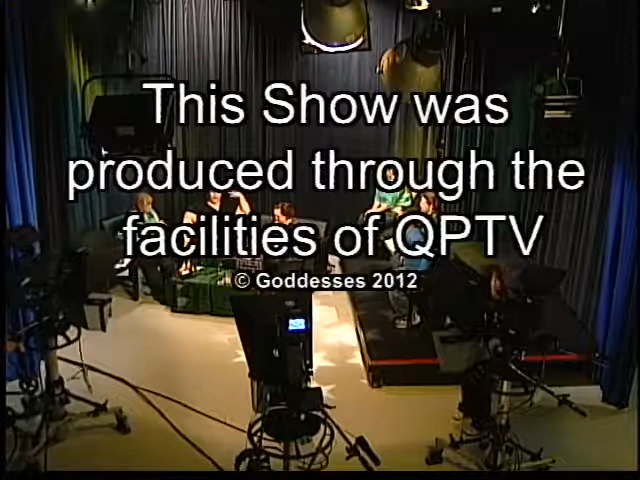 This Show was
produced through the
facilities of QPTV
© Goddesses 2012